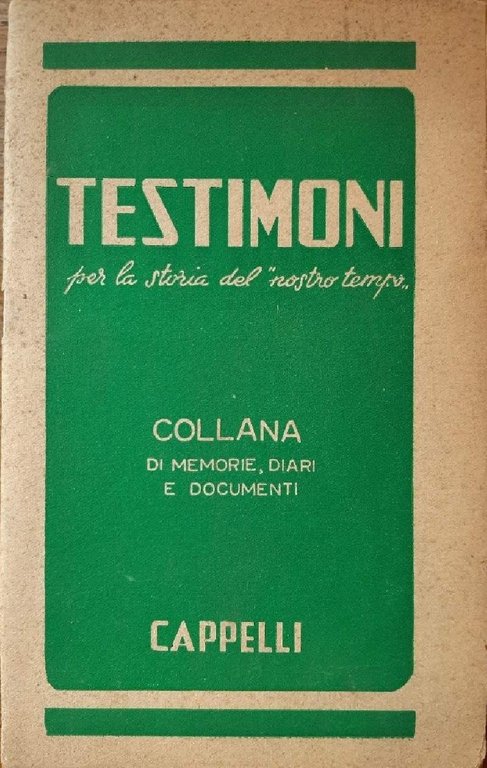 TESTIMONI
per la storia del "nostro tempo„
COLLANA
DI MEMORIE, DIARI
E DOCUMENTI
CAPPELLI